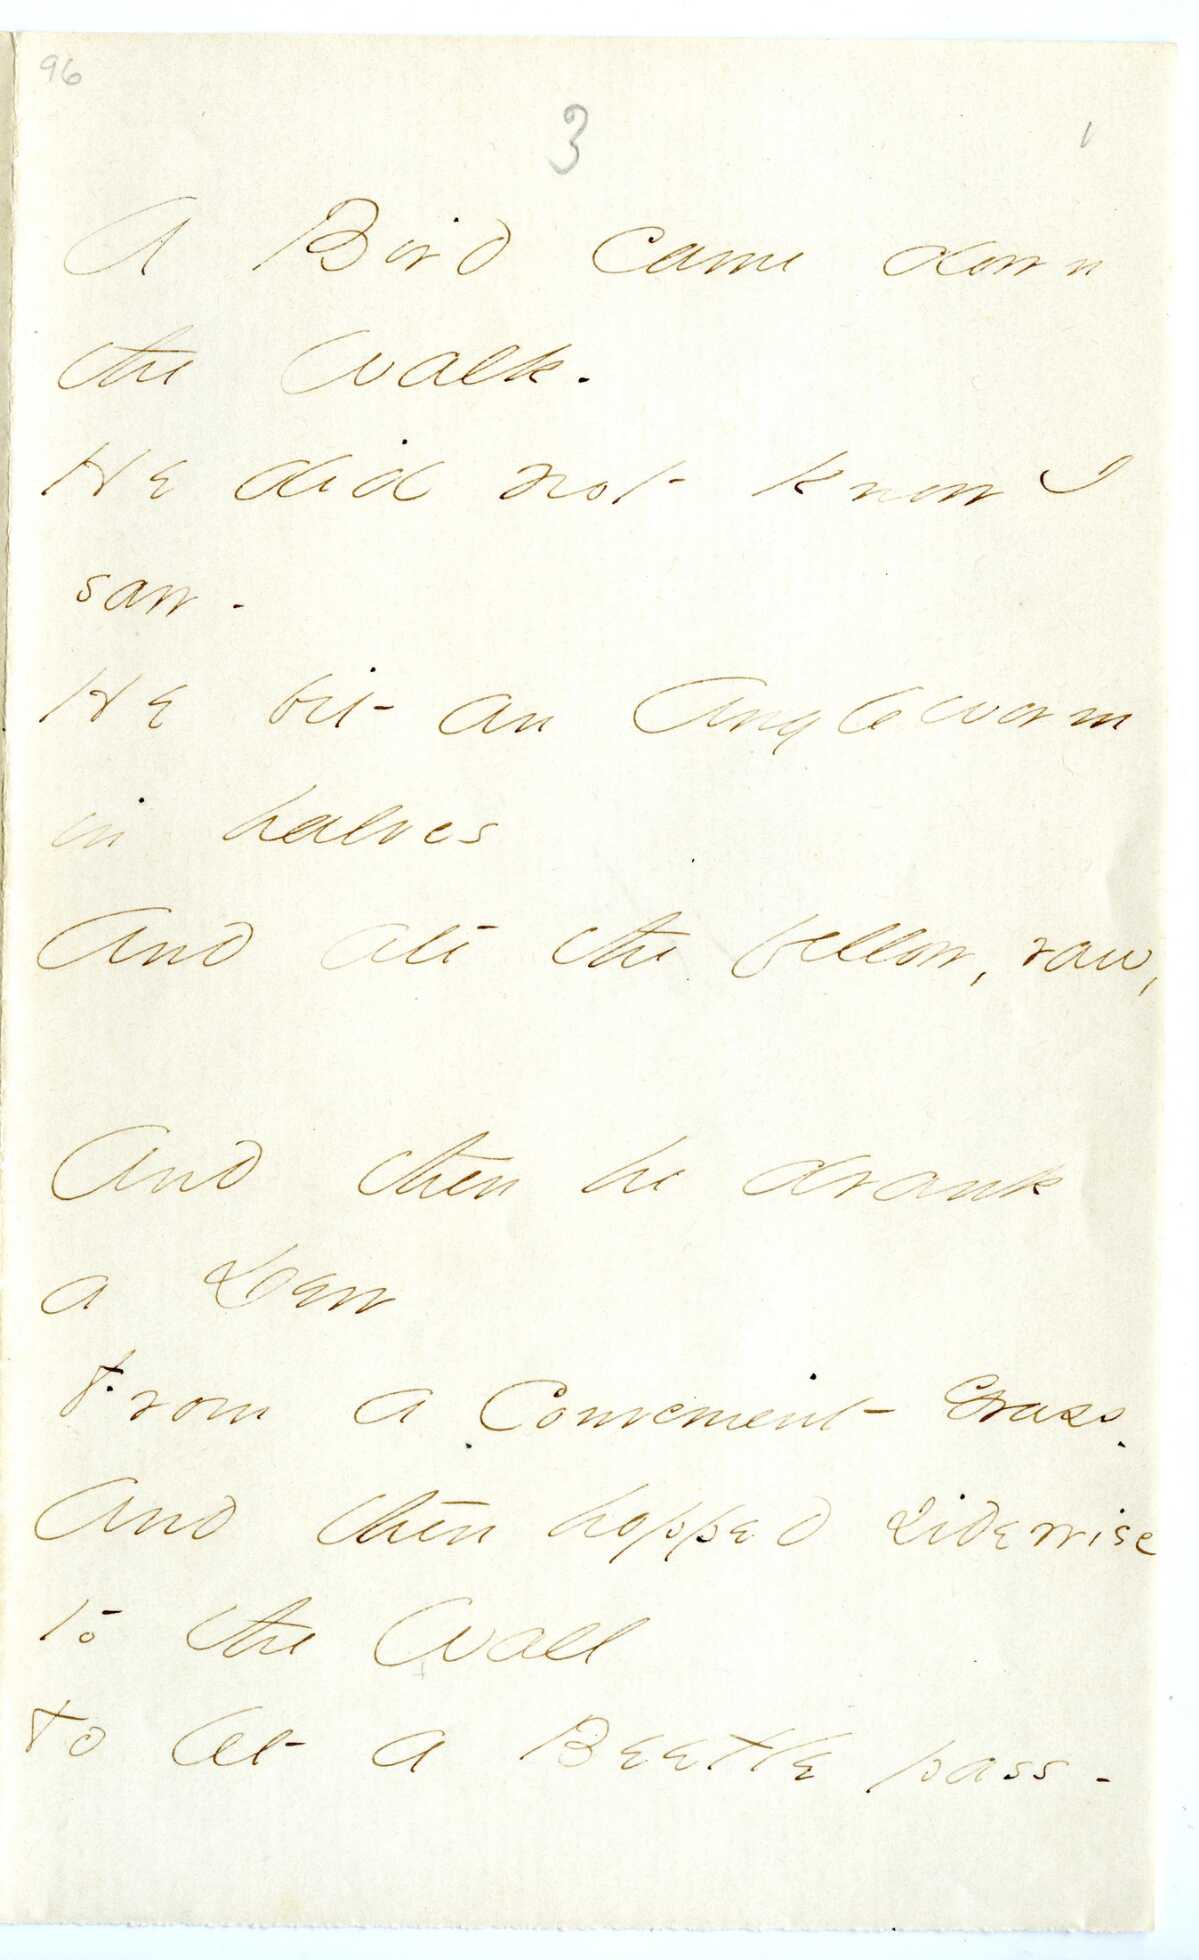 96
3
A Bird came down
the Walk.
He did not know I
saw -
He bit an Angleworm
in halves
And ate the fellow, raw,
And then he drank
a Dew
From a Convenient Grass.
And then hopped sidewise
to the Wall
To let a Beetle pass -